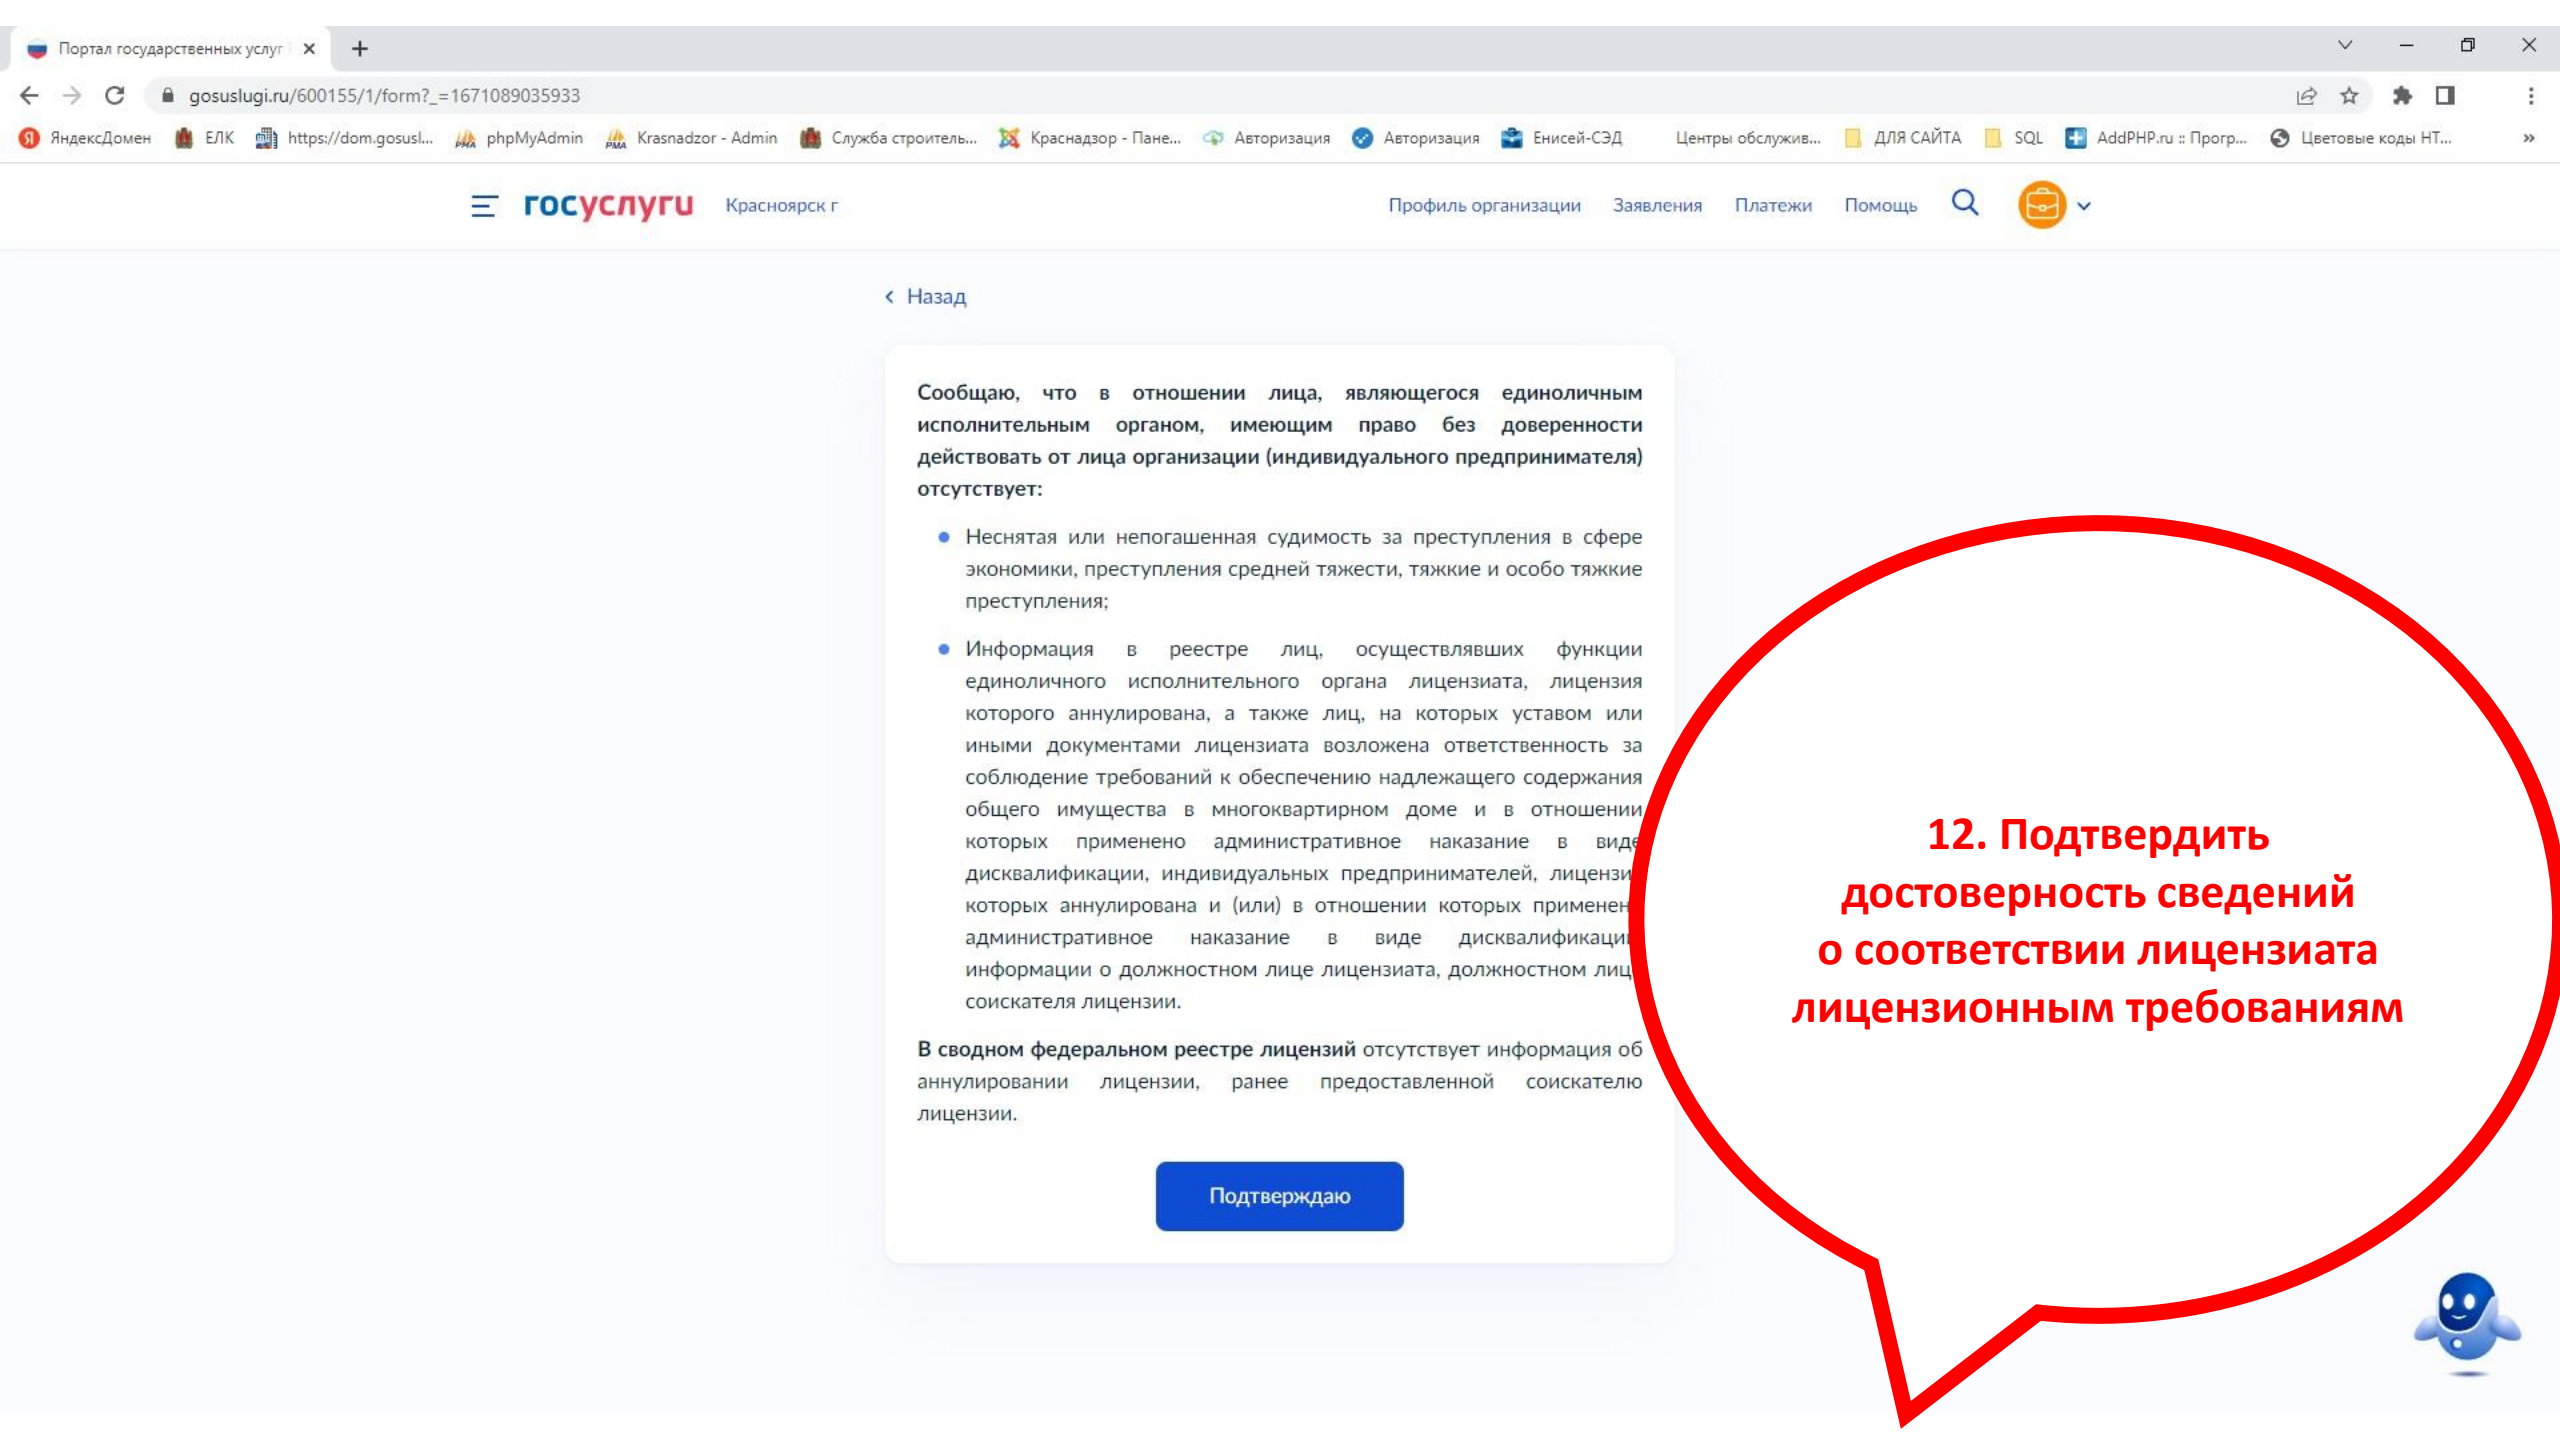 Портал государственных услуг
gosuslugi.ru/600155/1/form?_=1671089035933
ЯндексДомен ЕЛК https://dom.gosusl... phpMyAdmin Krasnadzor - Admin Служба строитель... Краснадзор - Пане... Авторизация Авторизация Енисей-СЭД Центры обслужив... ДЛЯ САЙТА SQL AddPHP.ru :: Прогр... Цветовые коды HT... »
госуслуги Красноярск г Профиль организации Заявления Платежи Помощь
Назад
Сообщаю, что в отношении лица, являющегося единоличным
исполнительным органом, имеющим право без доверенности
действовать от лица организации (индивидуального предпринимателя)
отсутствует:
Неснятая или непогашенная судимость за преступления в сфере
экономики, преступления средней тяжести, тяжкие и особо тяжкие
преступления;
Информация в реестре лиц, осуществлявших функции
единоличного исполнительного органа лицензиата, лицензия
которого аннулирована, а также лиц, на которых уставом или
иными документами лицензиата возложена ответственность за
соблюдение требований к обеспечению надлежащего содержания
общего имущества в многоквартирном доме и в отношении
которых применено административное наказание в виде
дисквалификации, индивидуальных предпринимателей, лицензи
которых аннулирована и (или) в отношении которых применен
административное наказание в виде дисквалификаци
информации о должностном лице лицензиата, должностном лиц
соискателя лицензии.
В сводном федеральном реестре лицензий отсутствует информация об
аннулировании лицензии, ранее предоставленной соискателю
лицензии.
Подтверждаю
12. Подтвердить
достоверность сведений
о соответствии лицензиата
лицензионным требованиям